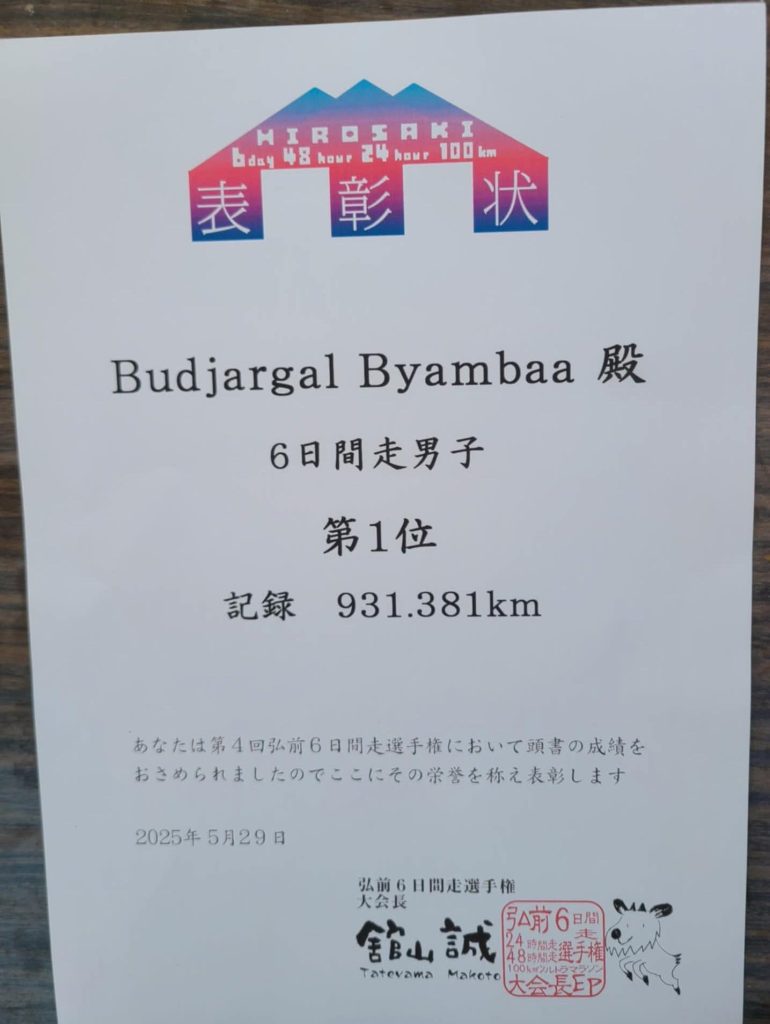 HIROSAKI
6day 48hour 24hour 100km
表彰状
Budjargal Byambaa 殿
6日間走男子
第1位
記録 931.381km
あなたは第4回弘前6日間走選手権において頭書の成績を
おさめられましたのでここにその栄誉を称え表彰します
2025年5月29日
弘前6日間走選手権
大会長
舘山誠
Tateyama Makoto
弘前6日間走
24時間走
48時間走選手権
100kmウルトラマラソン
大会長印